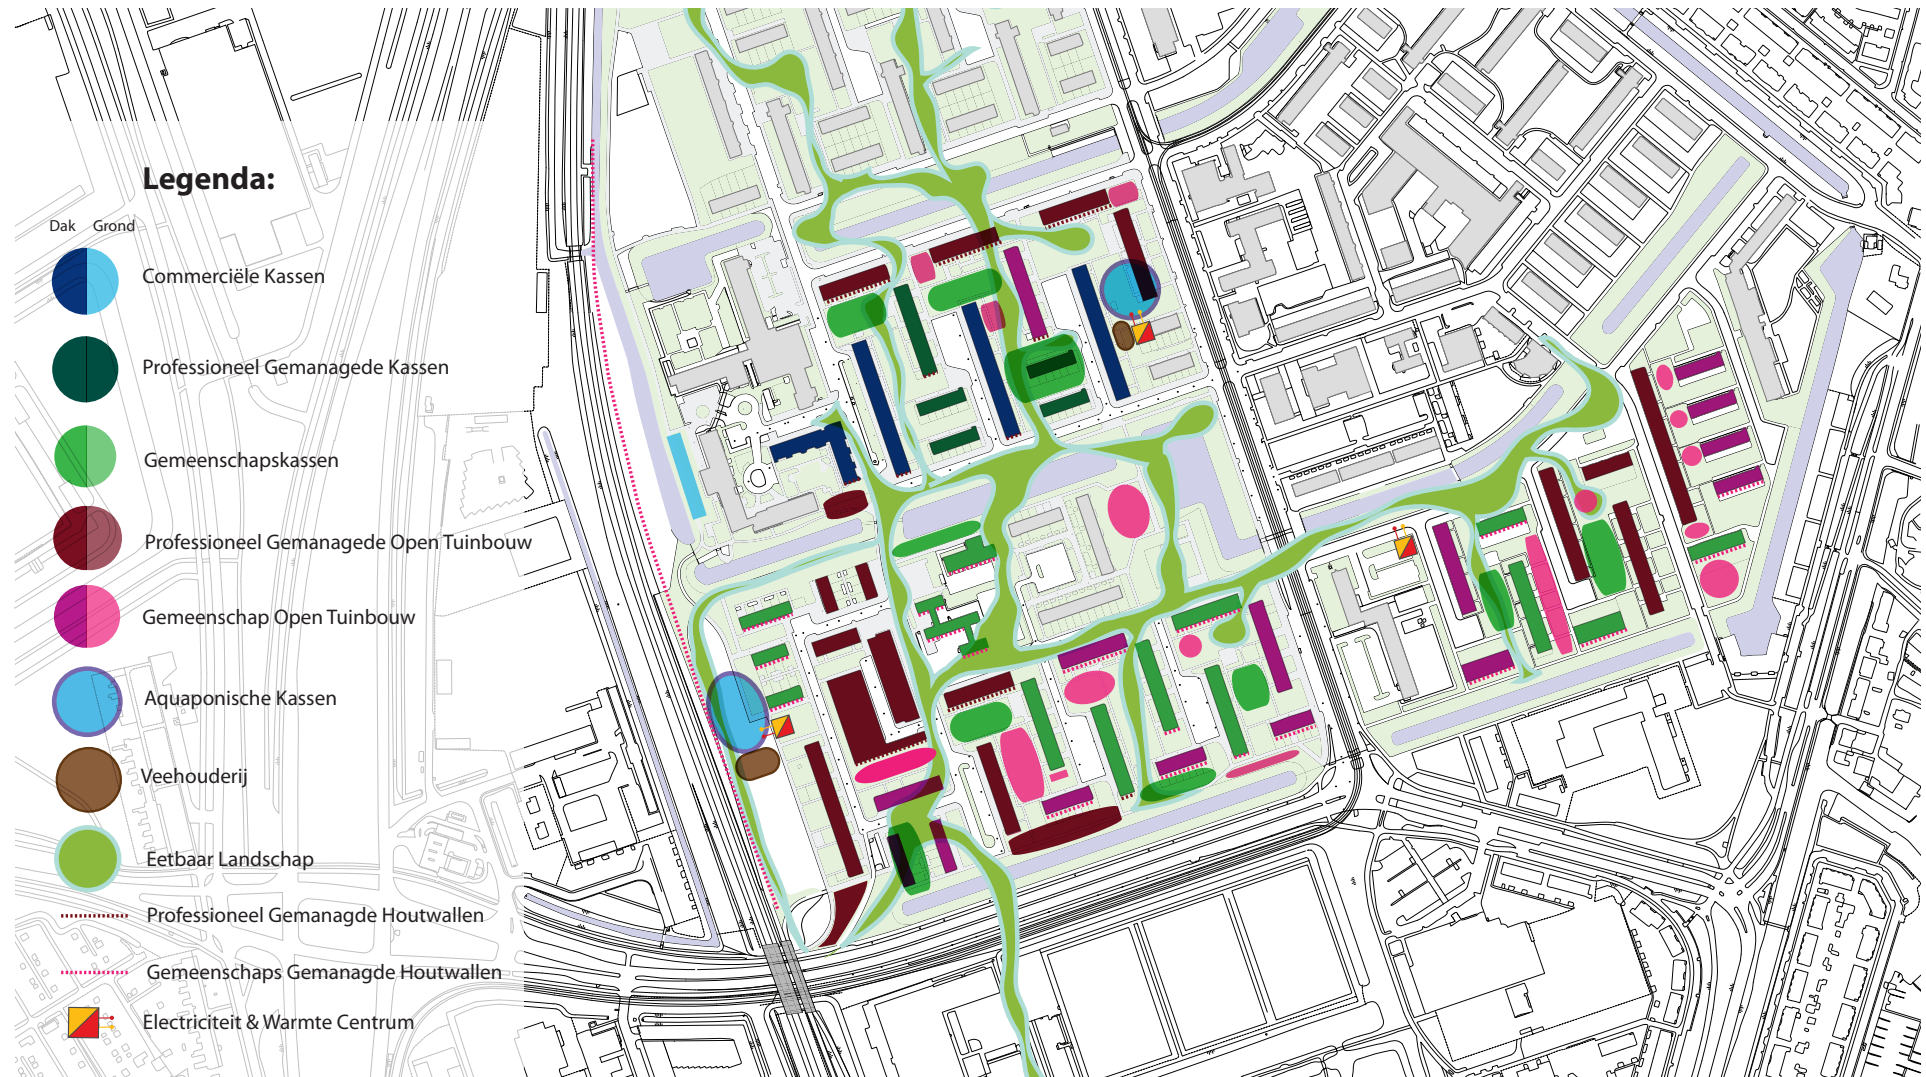 Legenda:
Dak Grond
Commerciële Kassen
Professioneel Gemanagede Kassen
Gemeenschapskassen
Professioneel Gemanagede Open Tuinbouw
Gemeenschap Open Tuinbouw
Aquaponische Kassen
Veehouderij
Eetbaar Landschap
Professioneel Gemanagde Houtwallen
Gemeenschaps Gemanagde Houtwallen
Electriciteit & Warmte Centrum